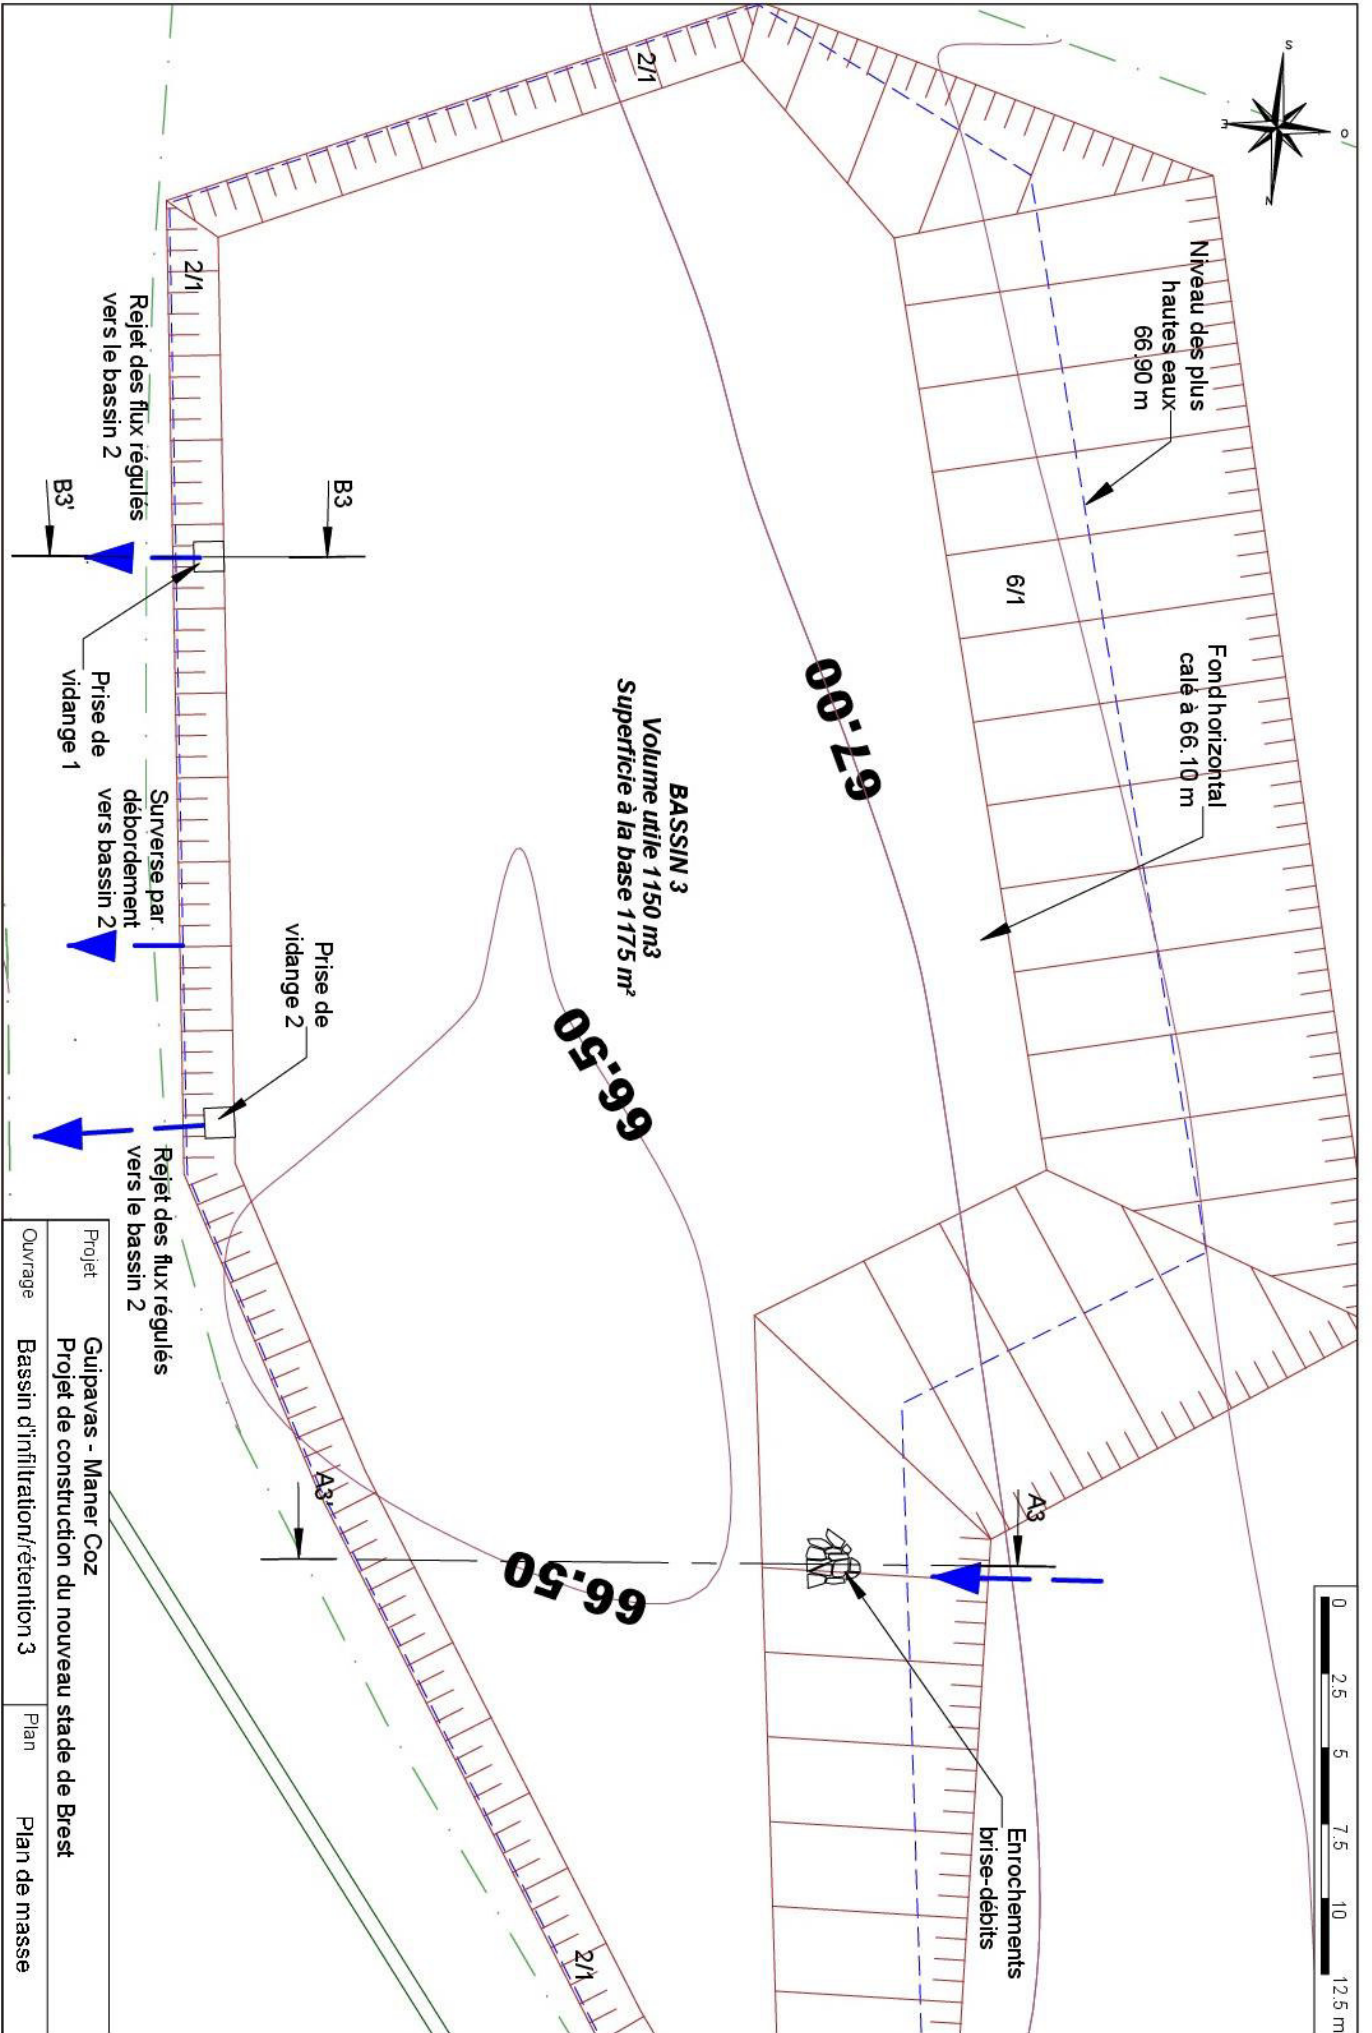 S
O
E
N
0
2.5
5
7.5
10
12.5 m
Niveau des plus
hautes eaux
66.90 m
Fond horizontal
calé à 66.10 m
6/1
2/1
67.00
BASSIN 3
Volume utile 1150 m3
Superficie à la base 1175 m²
66.50
66.50
A3
A3'
Enrochements
brise-débits
B3
B3'
2/1
Rejet des flux régulés
vers le bassin 2
Prise de
vidange 1
Surverse par
débordement
vers bassin 2
Prise de
vidange 2
Rejet des flux régulés
vers le bassin 2
2/1
Projet
Guipavas - Maner Coz
Projet de construction du nouveau stade de Brest
Ouvrage
Bassin d'infiltration/rétention 3
Plan
Plan de masse